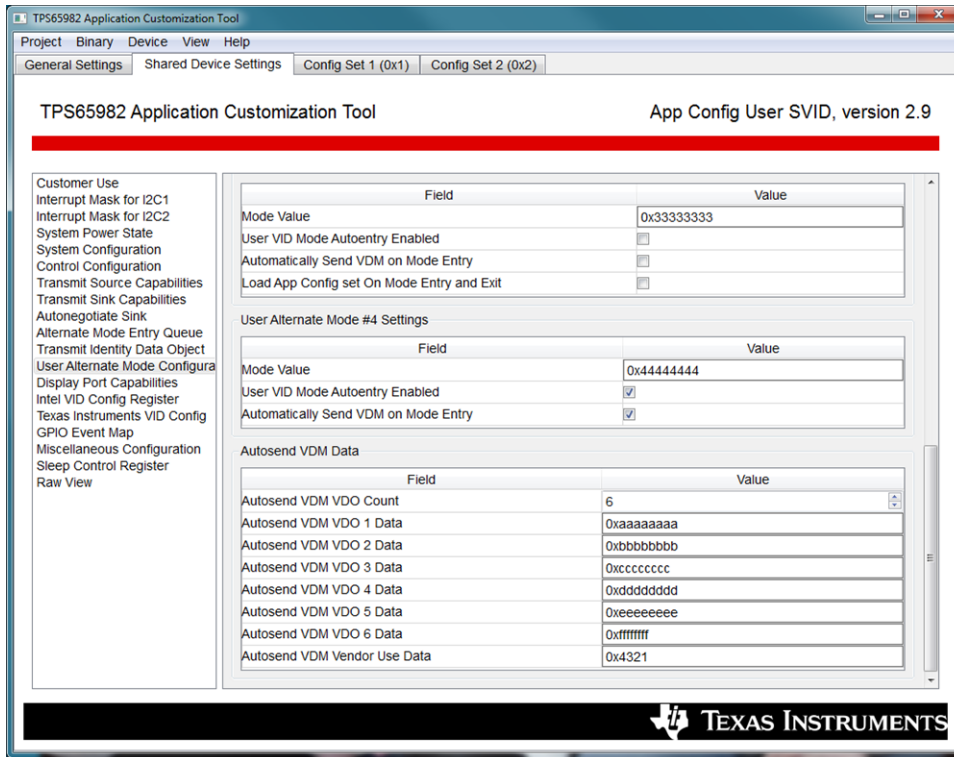 TPS65982 Application Customization Tool
Project Binary Device View Help
General Settings Shared Device Settings Config Set 1 (0x1) Config Set 2 (0x2)
TPS65982 Application Customization Tool App Config User SVID, version 2.9
Customer Use
Interrupt Mask for I2C1
Interrupt Mask for I2C2
System Power State
System Configuration
Control Configuration
Transmit Source Capabilities
Transmit Sink Capabilities
Autonegotiate Sink
Alternate Mode Entry Queue
Transmit Identity Data Object
User Alternate Mode Configura
Display Port Capabilities
Intel VID Config Register
Texas Instruments VID Config
GPIO Event Map
Miscellaneous Configuration
Sleep Control Register
Raw View
Field Value
Mode Value 0x33333333
User VID Mode Autoentry Enabled
Automatically Send VDM on Mode Entry
Load App Config set On Mode Entry and Exit
User Alternate Mode #4 Settings
Field Value
Mode Value 0x44444444
User VID Mode Autoentry Enabled
Automatically Send VDM on Mode Entry
Autosend VDM Data
Field Value
Autosend VDM VDO Count 6
Autosend VDM VDO 1 Data 0xaaaaaaaa
Autosend VDM VDO 2 Data 0xbbbbbbbb
Autosend VDM VDO 3 Data 0xcccccccc
Autosend VDM VDO 4 Data 0xdddddddd
Autosend VDM VDO 5 Data 0xeeeeeeee
Autosend VDM VDO 6 Data 0xffffffff
Autosend VDM Vendor Use Data 0x4321
TEXAS INSTRUMENTS